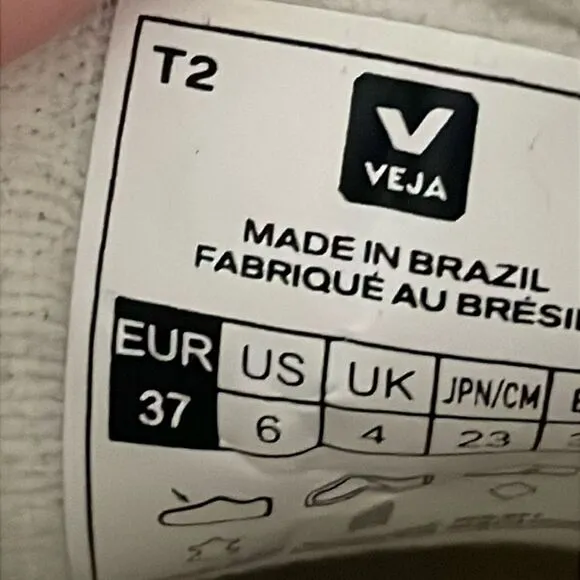 T2
VEJA
MADE IN BRAZIL
FABRIQUÉ AU BRÉSIL
EUR US UK JPN/CM
37 6 4 23